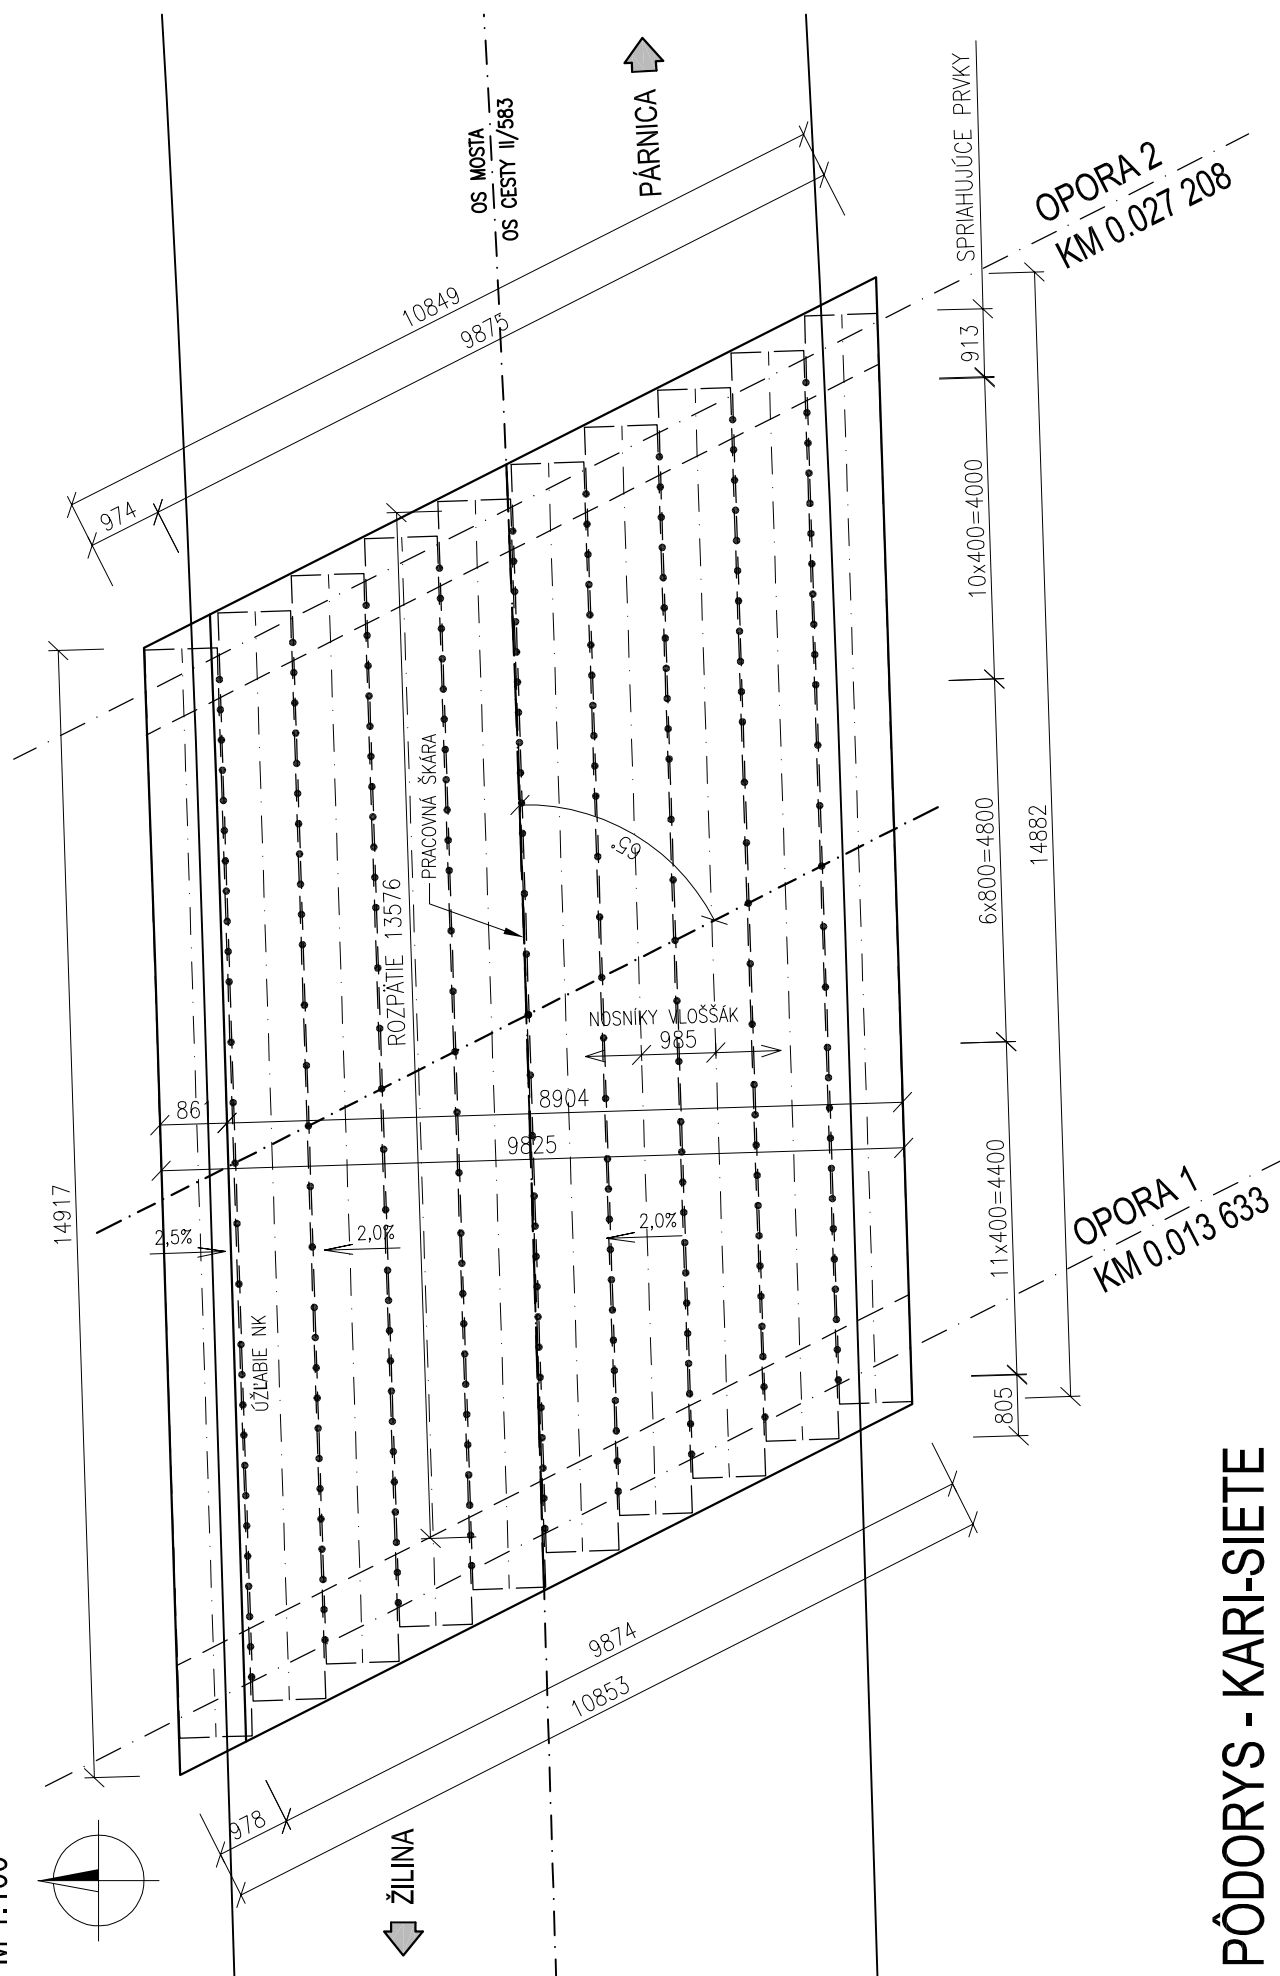 OS MOSTA
OS CESTY II/583
PÁRNICA
SPRIAHUJÚCE PRVKY
OPORA 2
KM 0.027 208
10849
9875
974
913
10x400=4000
6x800=4800
14882
11x400=4400
805
14917
PRACOVNÁ ŠKÁRA
ROZPÄTIE 13576
65°
NOSNÍKY VLOŠŠÁK
985
861
8904
9825
2,5%
2,0%
2,0%
ÚŽĽABIE NK
OPORA 1
KM 0.013 633
9874
10853
978
ŽILINA
PÔDORYS - KARI-SIETE